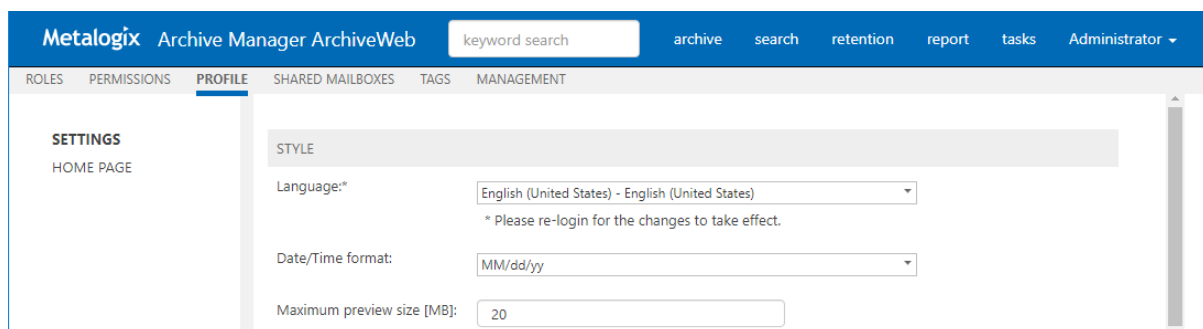 Metalogix Archive Manager ArchiveWeb keyword search archive search retention report tasks Administrator
ROLES PERMISSIONS PROFILE SHARED MAILBOXES TAGS MANAGEMENT
SETTINGS
HOME PAGE
STYLE
Language:* English (United States) - English (United States)
* Please re-login for the changes to take effect.
Date/Time format: MM/dd/yy
Maximum preview size [MB]: 20